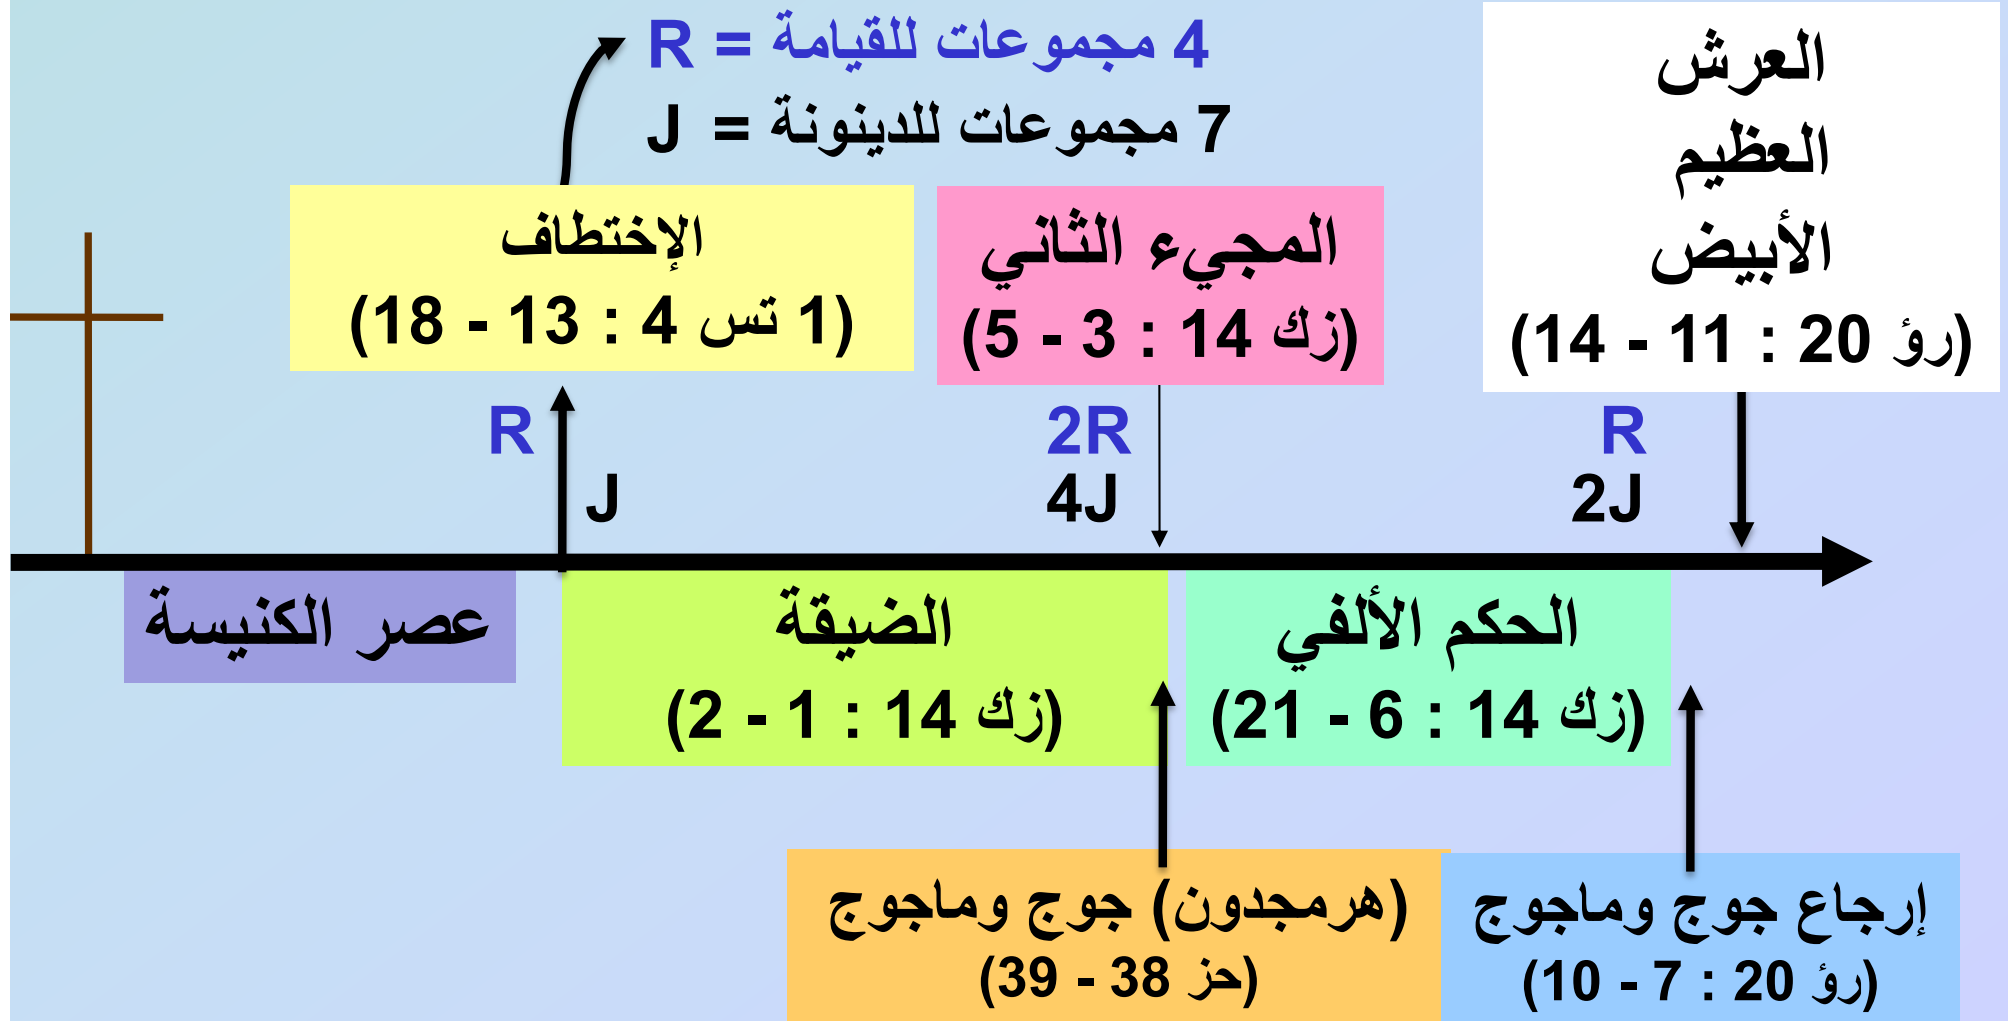 4 مجموعات للقيامة = R
7 مجموعات للدينونة = J
العرش
العظيم
الأبيض
(رؤ 20 : 11 - 14)
الإختطاف
(1 تس 4 : 13 - 18)
المجيء الثاني
(زك 14 : 3 - 5)
R
J
2R
4J
R
2J
عصر الكنيسة
الضيقة
(زك 14 : 1 - 2)
الحكم الألفي
(زك 14 : 6 - 21)
(هرمجدون) جوج وماجوج
(حز 38 - 39)
إرجاع جوج وماجوج
(رؤ 20 : 7 - 10)